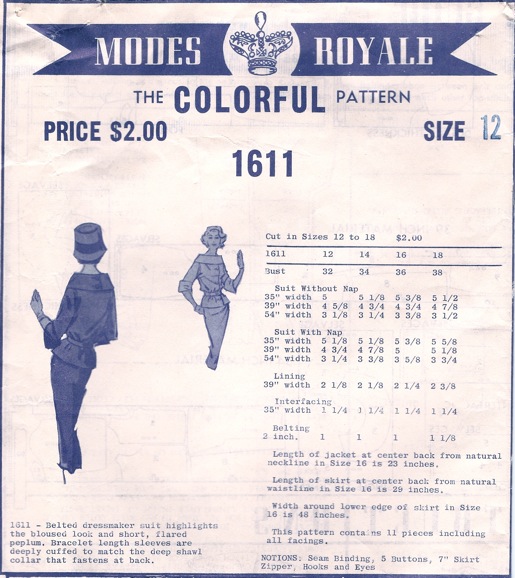 MODES ROYALE
THE COLORFUL PATTERN
PRICE $2.00 SIZE 12
1611
Cut in Sizes 12 to 18 $2.00
1611 12 14 16 18
Bust 32 34 36 38
Suit Without Nap
35" width 5 5 1/8 5 3/8 5 1/2
39" width 4 5/8 4 3/4 4 3/4 4 7/8
54" width 3 1/8 3 1/4 3 3/8 3 1/2
Suit With Nap
35" width 5 1/8 5 1/8 5 3/8 5 5/8
39" width 4 3/4 4 7/8 5 5 1/8
54" width 3 1/4 3 3/8 3 5/8 3 3/4
Lining
39" width 2 1/8 2 1/8 2 1/4 2 3/8
Interfacing
35" width 1 1/4 1 1/4 1 1/4 1 1/4
Belting
2 inch. 1 1 1 1 1/8
Length of jacket at center back from natural
neckline in Size 16 is 23 inches.
Length of skirt at center back from natural
waistline in Size 16 is 29 inches.
Width around lower edge of skirt in Size
16 is 48 inches.
This pattern contains 11 pieces including
all facings.
NOTIONS: Seam Binding, 5 Buttons, 7" Skirt
Zipper, Hooks and Eyes
1611 - Belted dressmaker suit highlights
the bloused look and short, flared
peplum. Bracelet length sleeves are
deeply cuffed to match the deep shawl
collar that fastens at back.